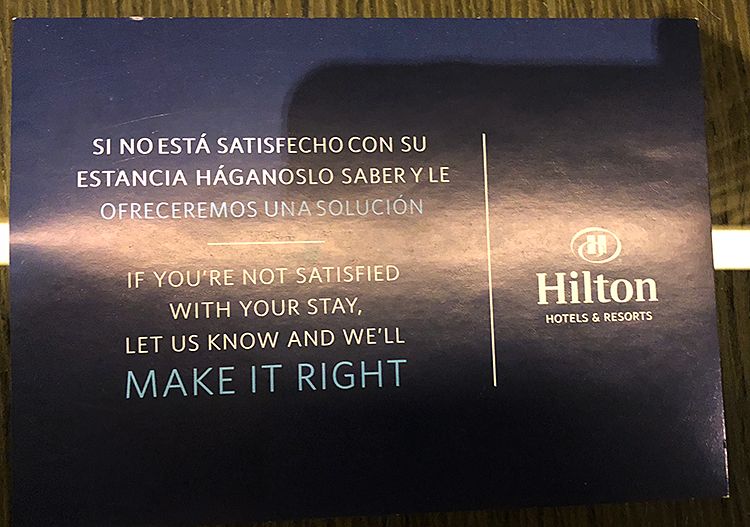 SI NO ESTÁ SATISFECHO CON SU
ESTANCIA HÁGANOSLO SABER Y LE
OFRECEREMOS UNA SOLUCIÓN
IF YOU'RE NOT SATISFIED
WITH YOUR STAY,
LET US KNOW AND WE'LL
MAKE IT RIGHT
H
Hilton
HOTELS & RESORTS